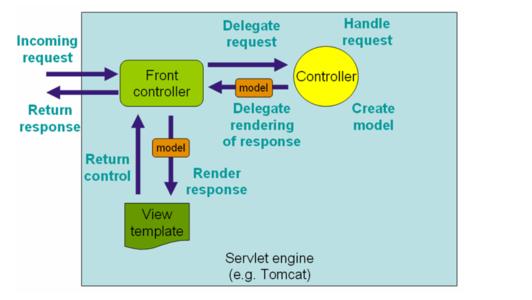 Incoming
request
Return
response
Front
controller
Delegate
request
Handle
request
Controller
model
Delegate
rendering
of response
Create
model
model
Return
control
Render
response
View
template
Servlet engine
(e.g. Tomcat)